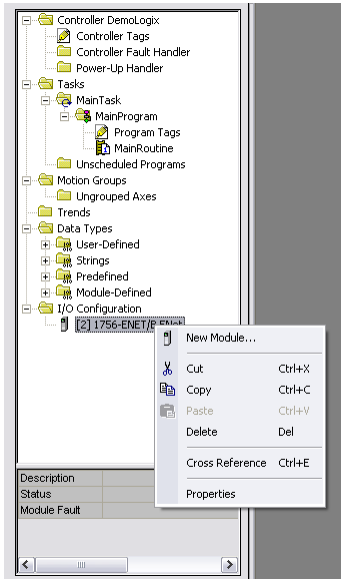 Controller DemoLogix
Controller Tags
Controller Fault Handler
Power-Up Handler
Tasks
MainTask
MainProgram
Program Tags
MainRoutine
Unscheduled Programs
Motion Groups
Ungrouped Axes
Trends
Data Types
User-Defined
Strings
Predefined
Module-Defined
I/O Configuration
[2] 1756-ENET/B ENet
New Module...
Cut Ctrl+X
Copy Ctrl+C
Paste Ctrl+V
Delete Del
Cross Reference Ctrl+E
Properties
Description
Status
Module Fault